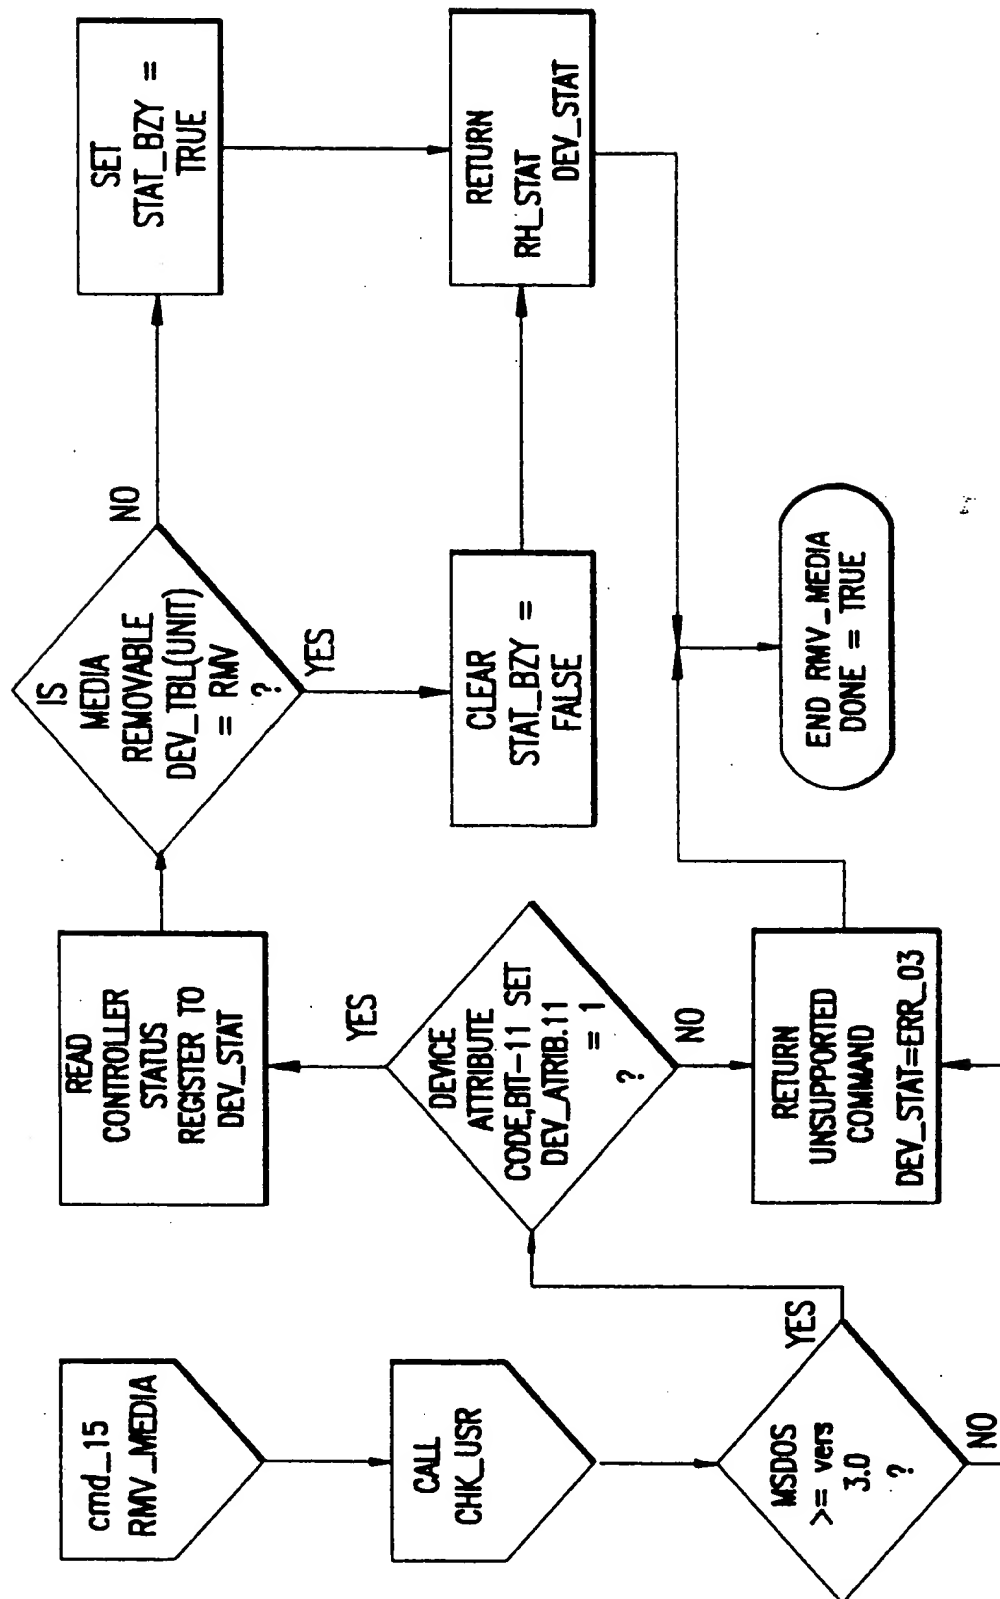 cmd_15
RMV_MEDIA
CALL
CHK_USR
MSDOS
>= vers
3.0
?
YES
NO
DEVICE
ATTRIBUTE
CODE,BIT-11 SET
DEV_ATRIB.11
= 1
?
YES
NO
READ
CONTROLLER
STATUS
REGISTER TO
DEV_STAT
RETURN
UNSUPPORTED
COMMAND
DEV_STAT=ERR_03
IS
MEDIA
REMOVABLE
DEV_TBL(UNIT)
= RMV
?
NO
YES
SET
STAT_BZY =
TRUE
CLEAR
STAT_BZY =
FALSE
RETURN
RH_STAT
DEV_STAT
END RMV_MEDIA
DONE = TRUE